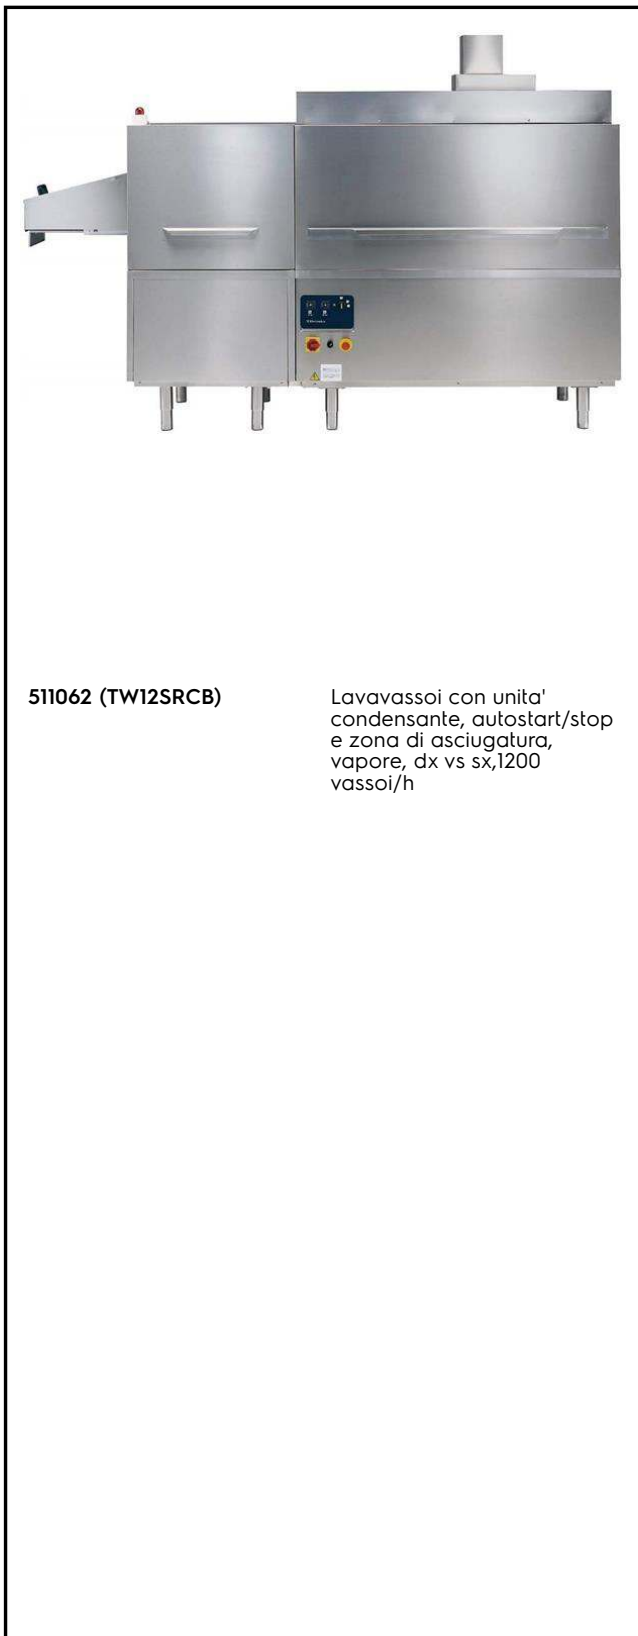 511062 (TW12SRCB)
Lavavassoi con unita'
condensante, autostart/stop
e zona di asciugatura,
vapore, dx vs sx,1200
vassoi/h